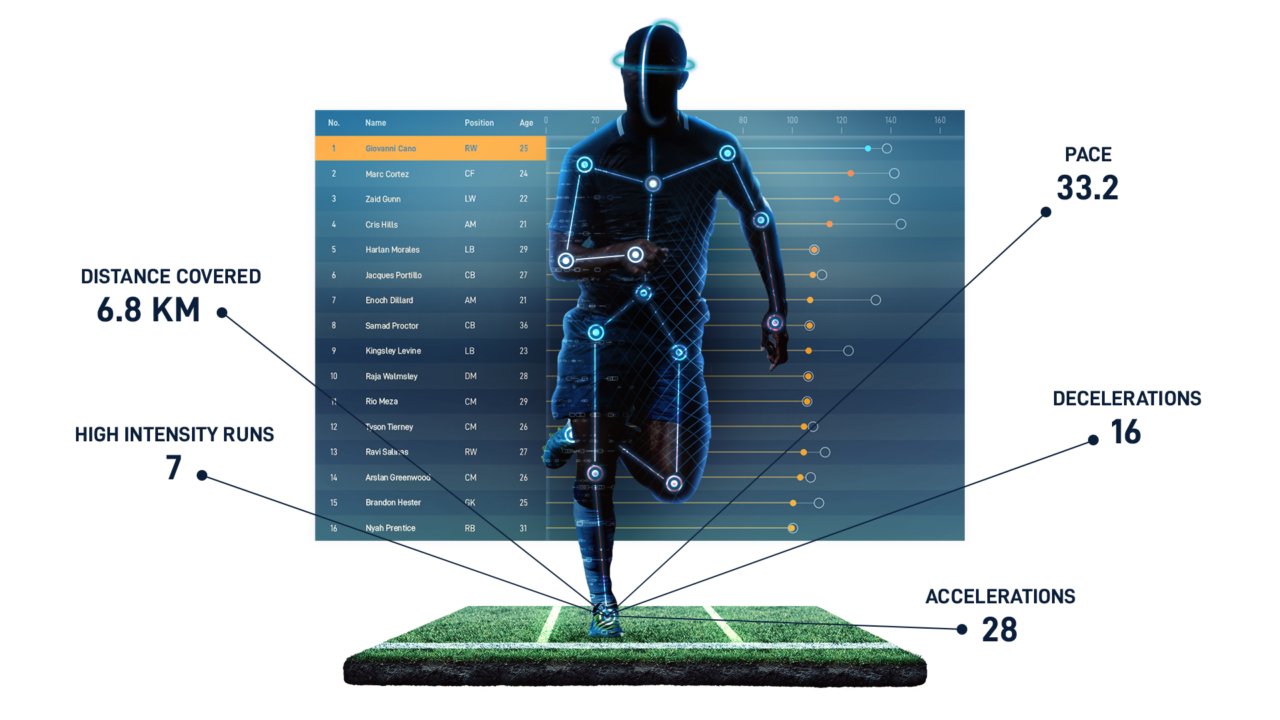 No. Name Position Age 0 20 80 100 120 140 160
1 Giovanni Cano RW 25
2 Marc Cortez CF 24
3 Zaid Gunn LW 22
4 Cris Hills AM 21
5 Harlan Morales LB 29
6 Jacques Portillo CB 27
7 Enoch Dillard AM 21
8 Samad Proctor CB 36
9 Kingsley Levine LB 23
10 Raja Walmsley DM 28
11 Rio Meza CM 29
12 Tyson Tierney CM 26
13 Ravi Salinas RW 27
14 Arslan Greenwood CM 26
15 Brandon Hester GK 25
16 Nyah Prentice RB 31
DISTANCE COVERED
6.8 KM
HIGH INTENSITY RUNS
7
PACE
33.2
DECELERATIONS
16
ACCELERATIONS
28